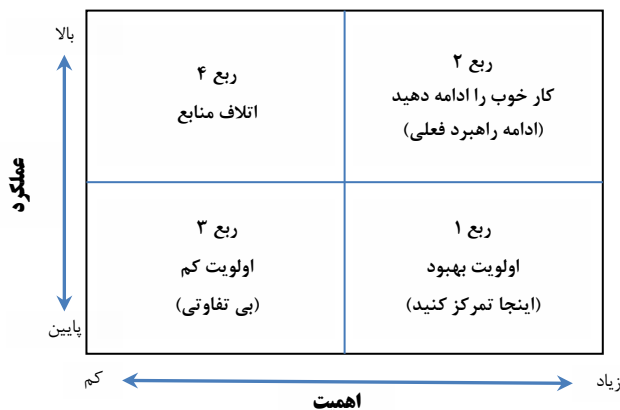 بالا
ربع ۲
کار خوب را ادامه دهید
(ادامه راهبرد فعلی)
ربع ۴
اتلاف منابع
عملکرد
ربع ۱
اولویت بهبود
(اینجا تمرکز کنید)
ربع ۳
اولویت کم
(بی تفاوتی)
پایین
زیاد
کم
اهمیت